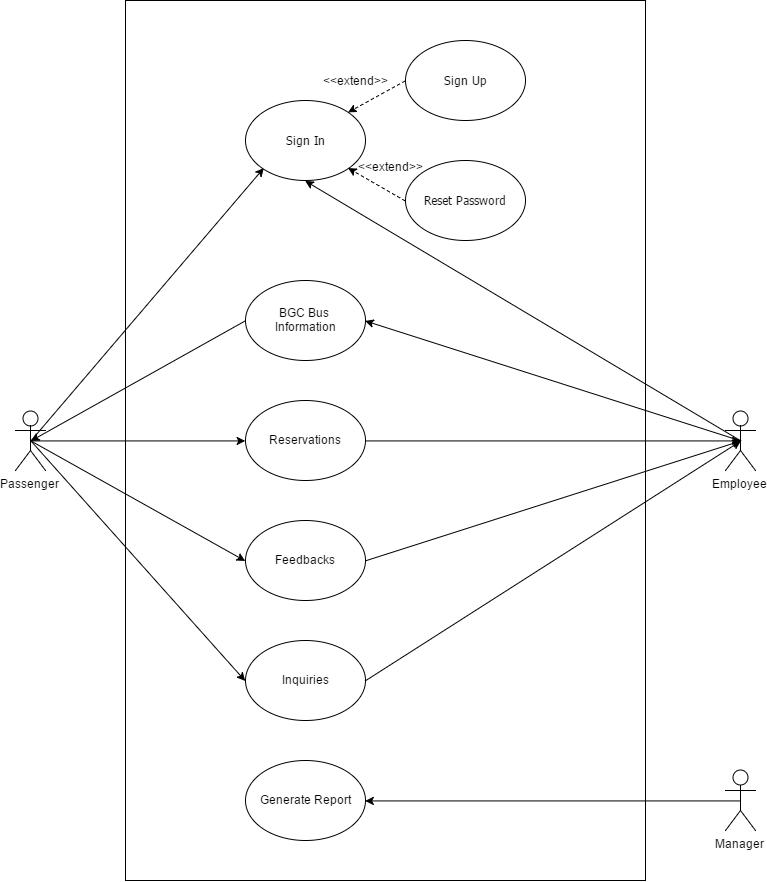 <<extend>>
Sign Up
Sign In
<<extend>>
Reset Password
BGC Bus
Information
Reservations
Passenger
Employee
Feedbacks
Inquiries
Generate Report
Manager